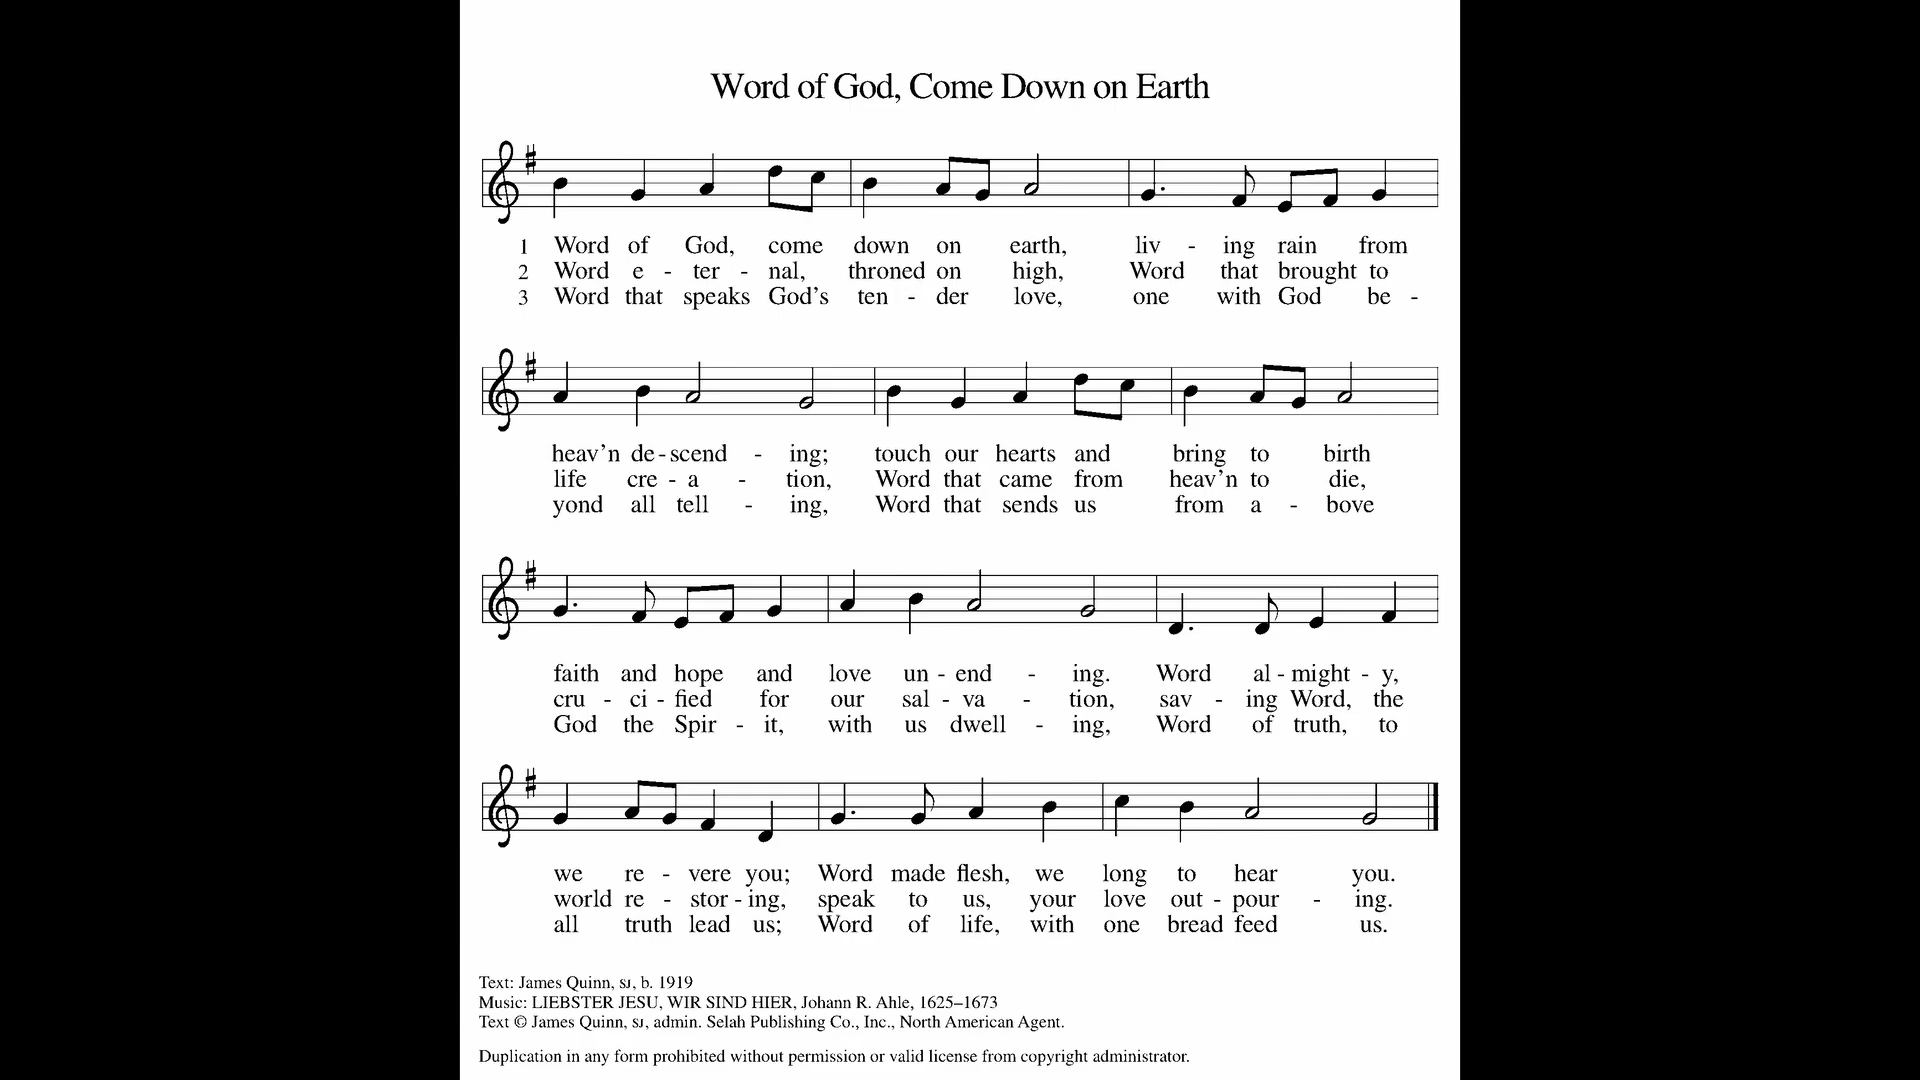 Word of God, Come Down on Earth
1 Word of God, come down on earth, liv - ing rain from
2 Word e - ter - nal, throned on high, Word that brought to
3 Word that speaks God's ten - der love, one with God be -
heav'n de - scend - ing; touch our hearts and bring to birth
life cre - a - tion, Word that came from heav'n to die,
yond all tell - ing, Word that sends us from a - bove
faith and hope and love un - end - ing. Word al - might - y,
cru - ci - fied for our sal - va - tion, sav - ing Word, the
God the Spir - it, with us dwell - ing, Word of truth, to
we re - vere you; Word made flesh, we long to hear you.
world re - stor - ing, speak to us, your love out - pour - ing.
all truth lead us; Word of life, with one bread feed us.
Text: James Quinn, SJ, b. 1919
Music: LIEBSTER JESU, WIR SIND HIER, Johann R. Ahle, 1625–1673
Text © James Quinn, SJ, admin. Selah Publishing Co., Inc., North American Agent.
Duplication in any form prohibited without permission or valid license from copyright administrator.